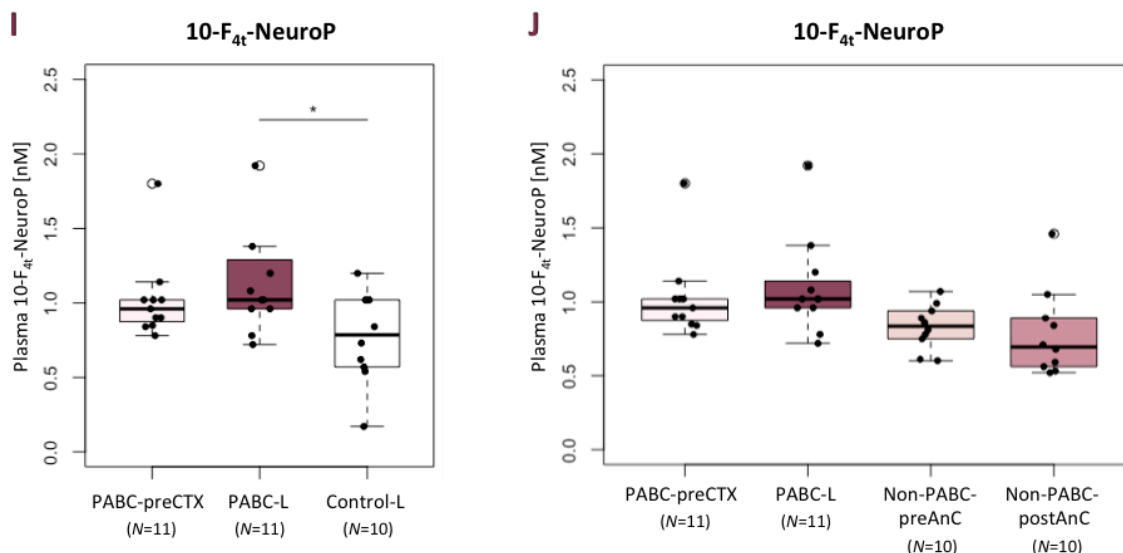 I
10-F4t-NeuroP
Plasma 10-F4t-NeuroP [nM]
2.5
2.0
1.5
1.0
0.5
0.0
*
PABC-preCTX
(N=11)
PABC-L
(N=11)
Control-L
(N=10)
J
10-F4t-NeuroP
Plasma 10-F4t-NeuroP [nM]
2.5
2.0
1.5
1.0
0.5
0.0
PABC-preCTX
(N=11)
PABC-L
(N=11)
Non-PABC-
preAnC
(N=10)
Non-PABC-
postAnC
(N=10)